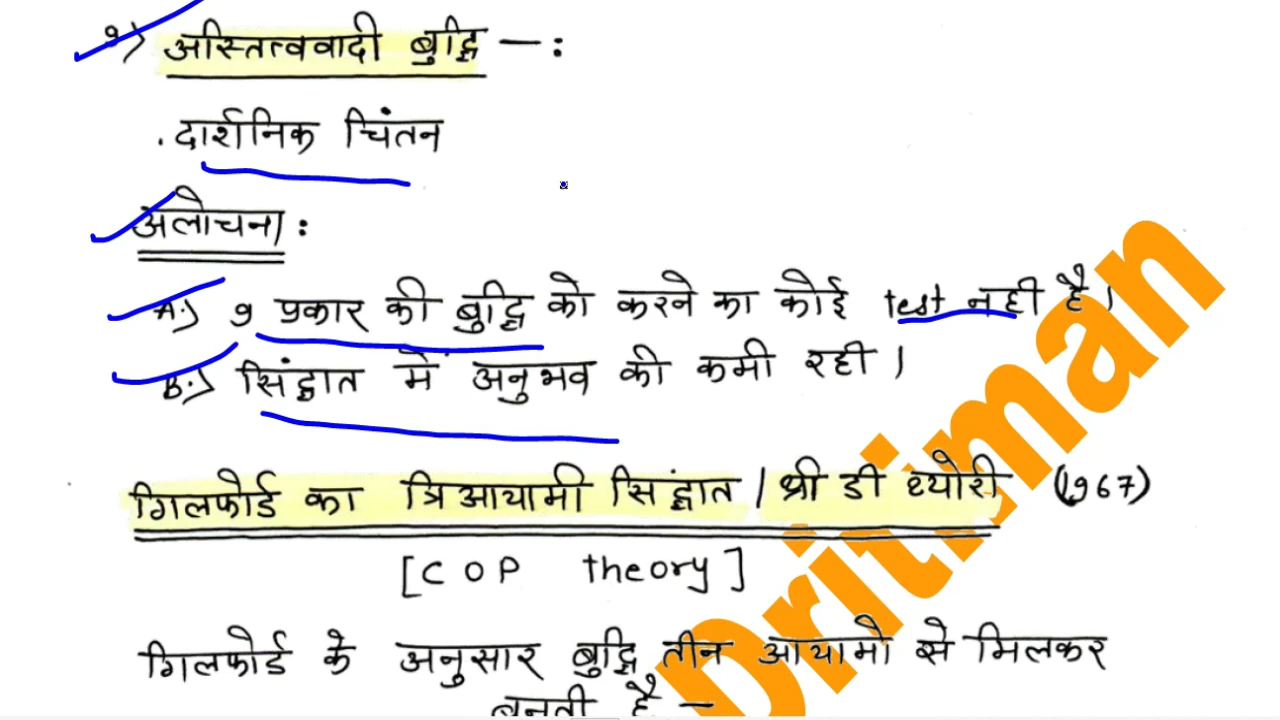 9) अस्तित्ववादी बुद्धि —:
. दार्शनिक चिंतन
अलोचना :
A.) 9 प्रकार की बुद्धि को करने का कोई test नही है।
B.) सिंद्धात में अनुभव की कमी रही।
गिलफोर्ड का त्रिआयामी सिंद्धात / थ्री डी थ्योरी (1967)
[C O P theory]
गिलफोर्ड के अनुसार बुद्धि तीन आयामो से मिलकर
बनती है —
Dritiman